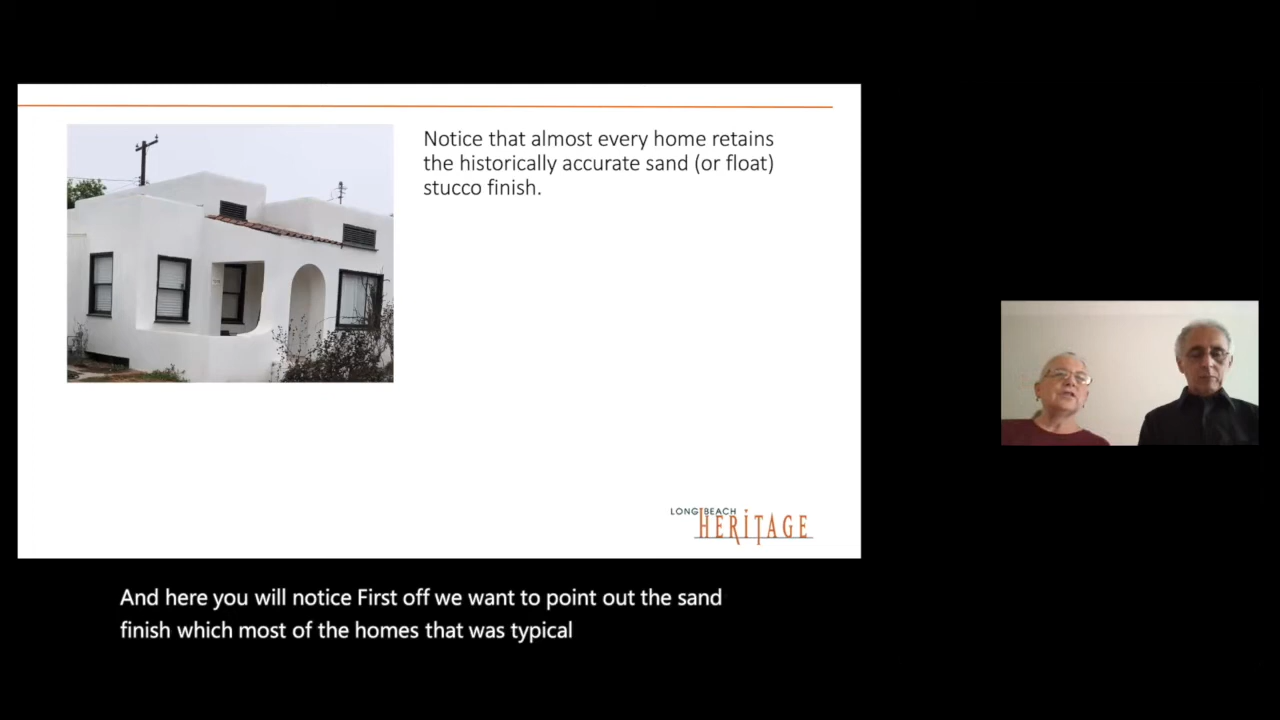 Notice that almost every home retains
the historically accurate sand (or float)
stucco finish.
LONG BEACH
HERITAGE
And here you will notice First off we want to point out the sand
finish which most of the homes that was typical